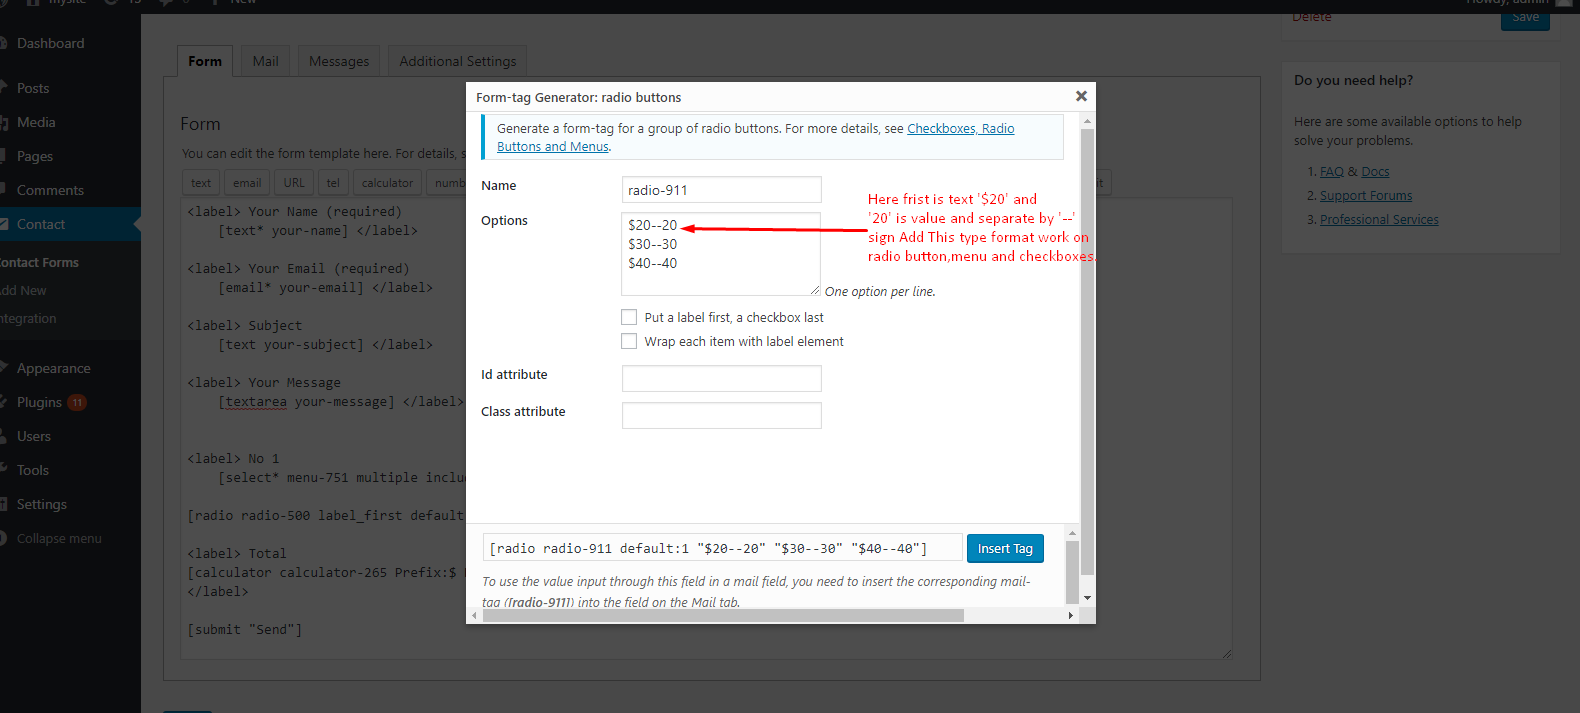 mysite
13
0
New
Howdy, admin
Dashboard
Posts
Media
Pages
Comments
Contact
ontact Forms
dd New
ntegration
Appearance
Plugins 11
Users
Tools
Settings
Collapse menu
Form
Mail
Messages
Additional Settings
Form
You can edit the form template here. For details, s
text
email
URL
tel
calculator
numb
it
<label> Your Name (required)
[text* your-name] </label>
<label> Your Email (required)
[email* your-email] </label>
<label> Subject
[text your-subject] </label>
<label> Your Message
[textarea your-message] </label>
<label> No 1
[select* menu-751 multiple inclu
[radio radio-500 label_first default
<label> Total
[calculator calculator-265 Prefix:$
</label>
[submit "Send"]
Form-tag Generator: radio buttons
Generate a form-tag for a group of radio buttons. For more details, see Checkboxes, Radio
Buttons and Menus.
Name
radio-911
Options
$20--20
$30--30
$40--40
One option per line.
Here frist is text '$20' and
'20' is value and separate by '--'
sign Add This type format work on
radio button,menu and checkboxes.
Put a label first, a checkbox last
Wrap each item with label element
Id attribute
Class attribute
[radio radio-911 default:1 "$20--20" "$30--30" "$40--40"]
Insert Tag
To use the value input through this field in a mail field, you need to insert the corresponding mail-
tag ([radio-911]) into the field on the Mail tab.
Delete
Save
Do you need help?
Here are some available options to help
solve your problems.
1. FAQ & Docs
2. Support Forums
3. Professional Services